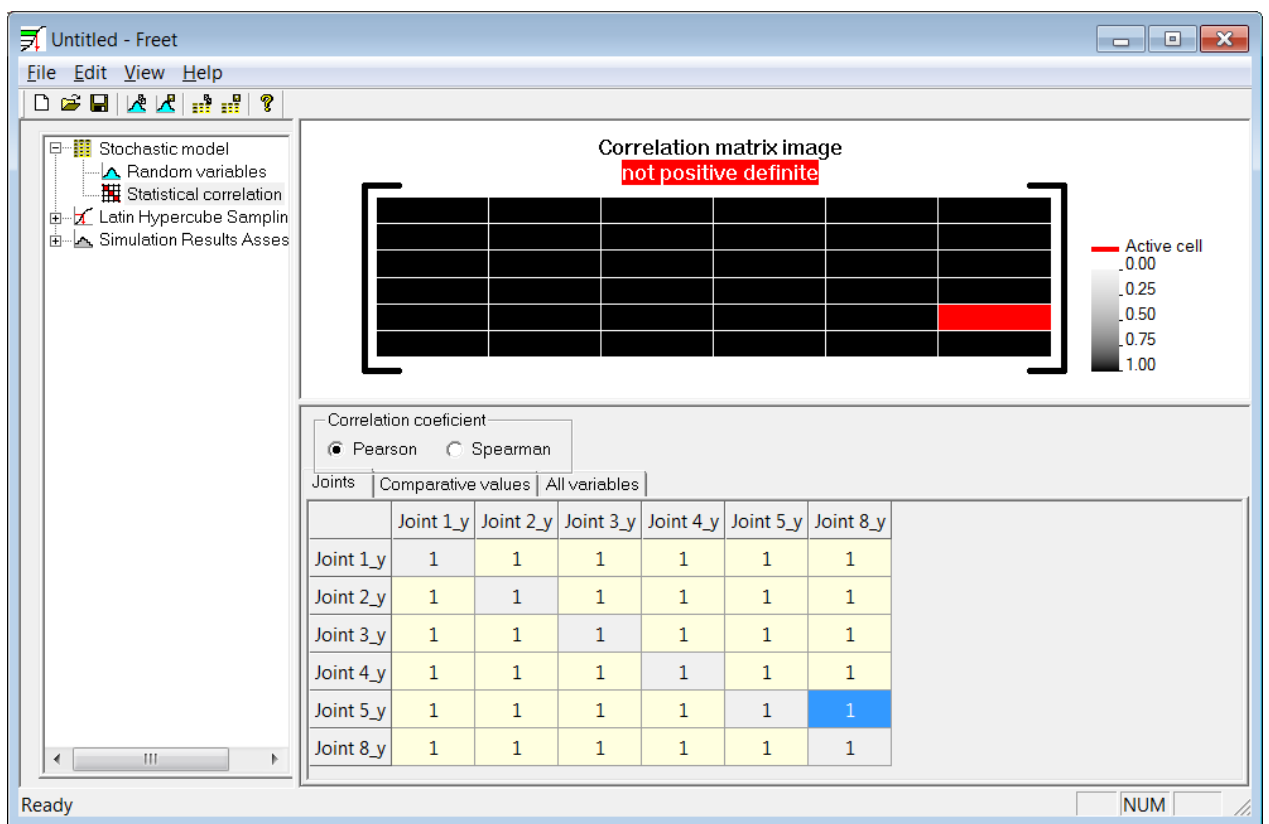 Untitled - Freet
File Edit View Help
Stochastic model
Random variables
Statistical correlation
Latin Hypercube Samplin
Simulation Results Asses
Correlation matrix image
not positive definite
Active cell
0.00
0.25
0.50
0.75
1.00
Correlation coeficient
Pearson Spearman
Joints Comparative values All variables
Joint 1_y Joint 2_y Joint 3_y Joint 4_y Joint 5_y Joint 8_y
Joint 1_y 1 1 1 1 1 1
Joint 2_y 1 1 1 1 1 1
Joint 3_y 1 1 1 1 1 1
Joint 4_y 1 1 1 1 1 1
Joint 5_y 1 1 1 1 1 1
Joint 8_y 1 1 1 1 1 1
Ready NUM